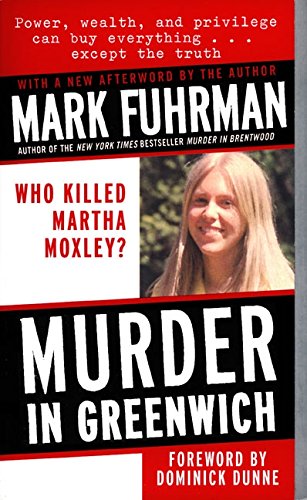 Power, wealth, and privilege
can buy everything . . .
except the truth
WITH A NEW AFTERWORD BY THE AUTHOR
MARK FUHRMAN
AUTHOR OF THE NEW YORK TIMES BESTSELLER MURDER IN BRENTWOOD
WHO KILLED
MARTHA
MOXLEY?
MURDER
IN GREENWICH
FOREWORD BY
DOMINICK DUNNE